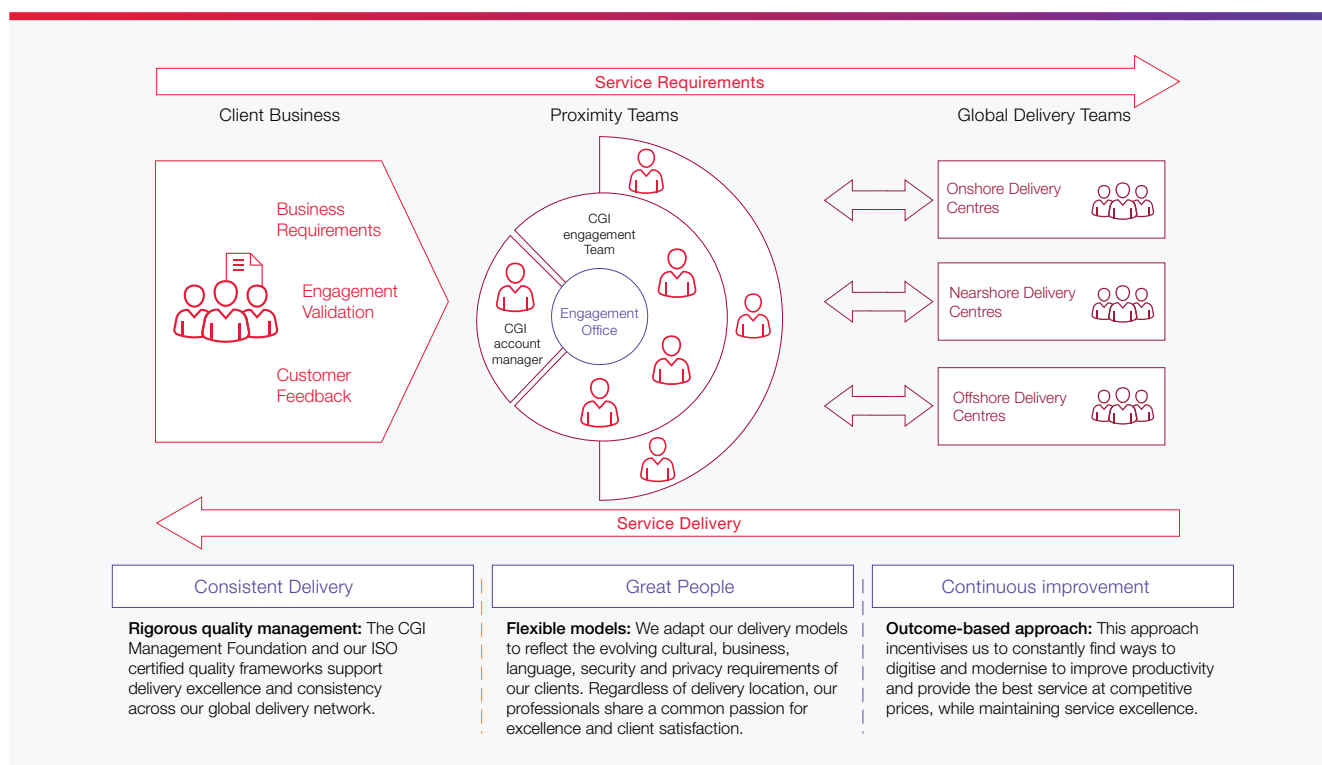 Service Requirements
Client Business
Proximity Teams
Global Delivery Teams
Business
Requirements
Engagement
Validation
Customer
Feedback
CGI
engagement
Team
CGI
account
manager
Engagement
Office
Onshore Delivery
Centres
Nearshore Delivery
Centres
Offshore Delivery
Centres
Service Delivery
Consistent Delivery
Rigorous quality management: The CGI
Management Foundation and our ISO
certified quality frameworks support
delivery excellence and consistency
across our global delivery network.
Great People
Flexible models: We adapt our delivery models
to reflect the evolving cultural, business,
language, security and privacy requirements of
our clients. Regardless of delivery location, our
professionals share a common passion for
excellence and client satisfaction.
Continuous improvement
Outcome-based approach: This approach
incentivises us to constantly find ways to
digitise and modernise to improve productivity
and provide the best service at competitive
prices, while maintaining service excellence.